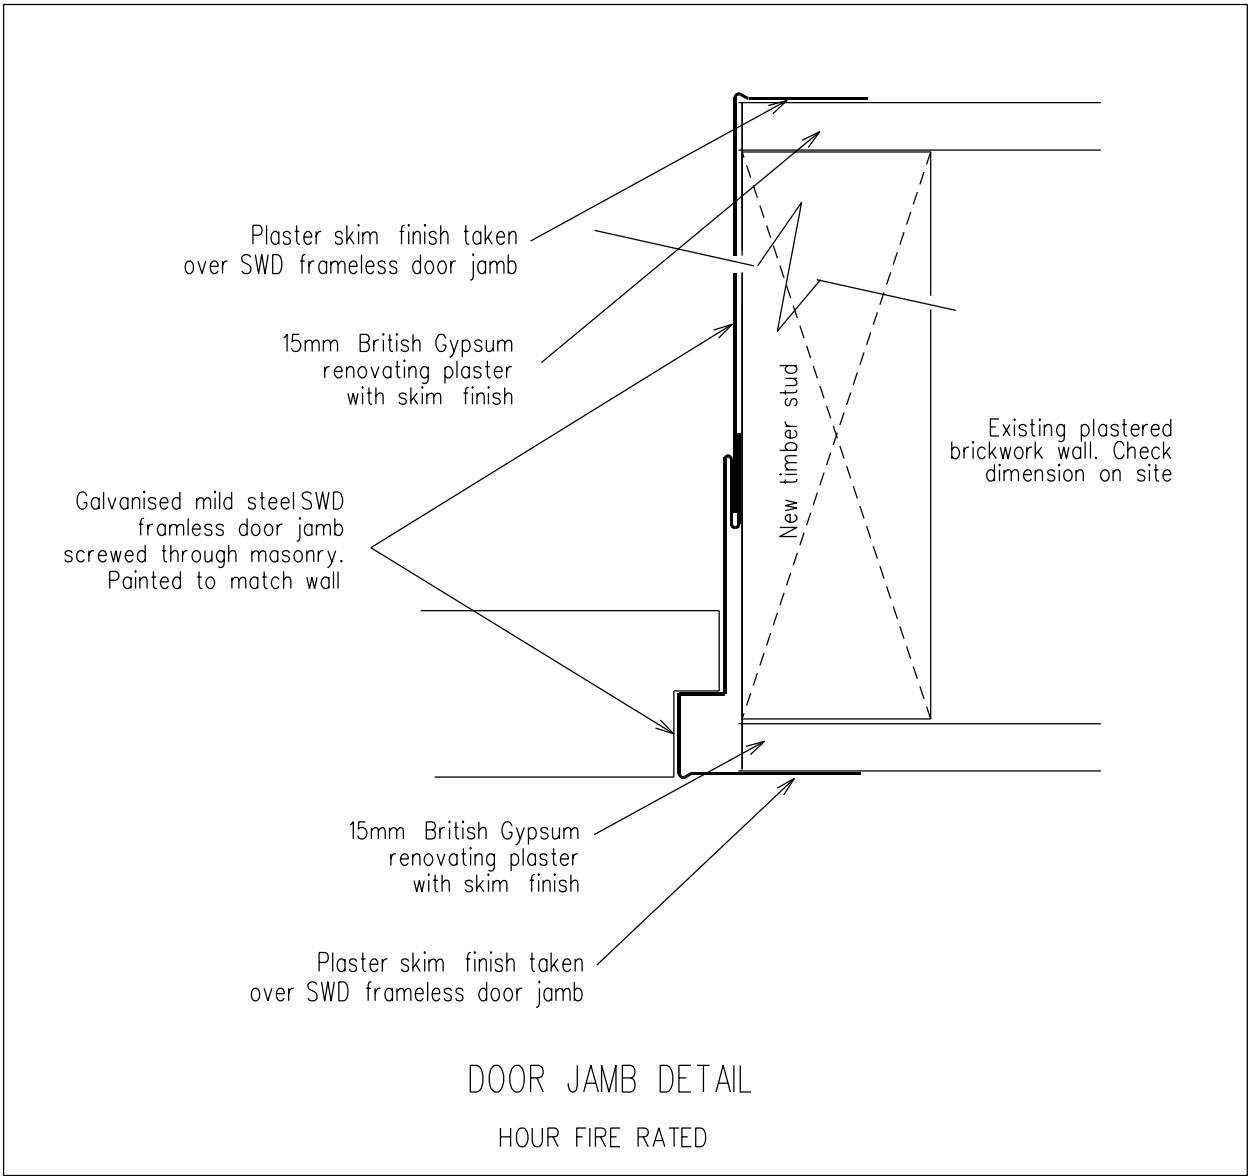 Plaster skim finish taken
over SWD frameless door jamb
15mm British Gypsum
renovating plaster
with skim finish
New timber stud
Existing plastered
brickwork wall. Check
dimension on site
Galvanised mild steel SWD
framless door jamb
screwed through masonry.
Painted to match wall
15mm British Gypsum
renovating plaster
with skim finish
Plaster skim finish taken
over SWD frameless door jamb
DOOR JAMB DETAIL
HOUR FIRE RATED